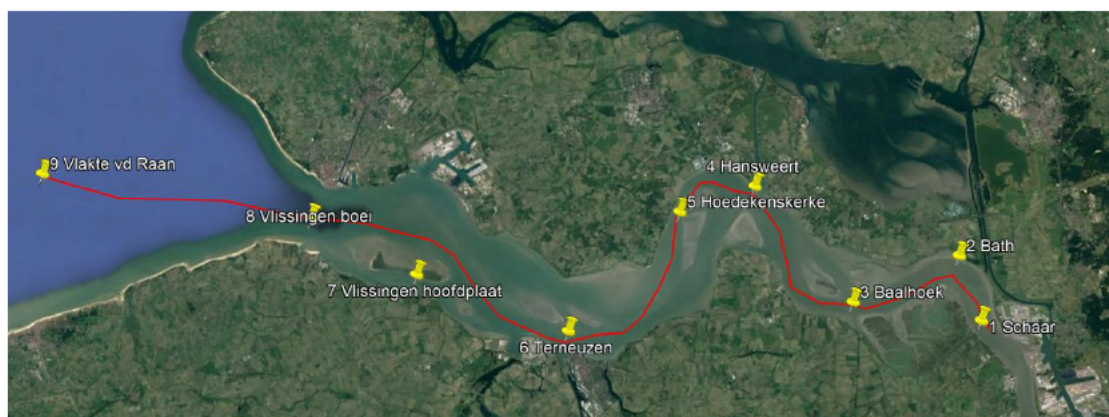 9 Vlakte vd Raan
4 Hansweert
5 Hoedekenskerke
8 Vlissingen boei
2 Bath
7 Vlissingen hoofdplaat
3 Baalhoek
1 Schaar
6 Terneuzen